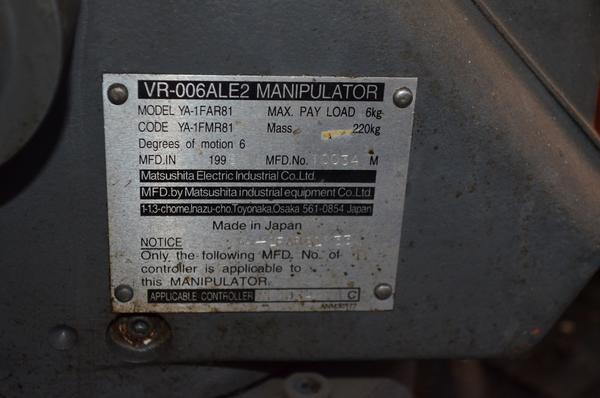 VR-006ALE2 MANIPULATOR
MODEL YA-1FAR81 MAX. PAY LOAD 6kg
CODE YA-1FMR81 Mass 220kg
Degrees of motion 6
MFD.IN 199 MFD.No. 10034 M
Matsushita Electric Industrial Co.Ltd.
MFD.by Matsushita industrial equipment Co.Ltd.
1-1,3-chome,Inazu-cho,Toyonaka,Osaka 561-0854 Japan
Made in Japan
NOTICE
Only the following MFD. No. of
controller is applicable to
this MANIPULATOR.
APPLICABLE CONTROLLER C